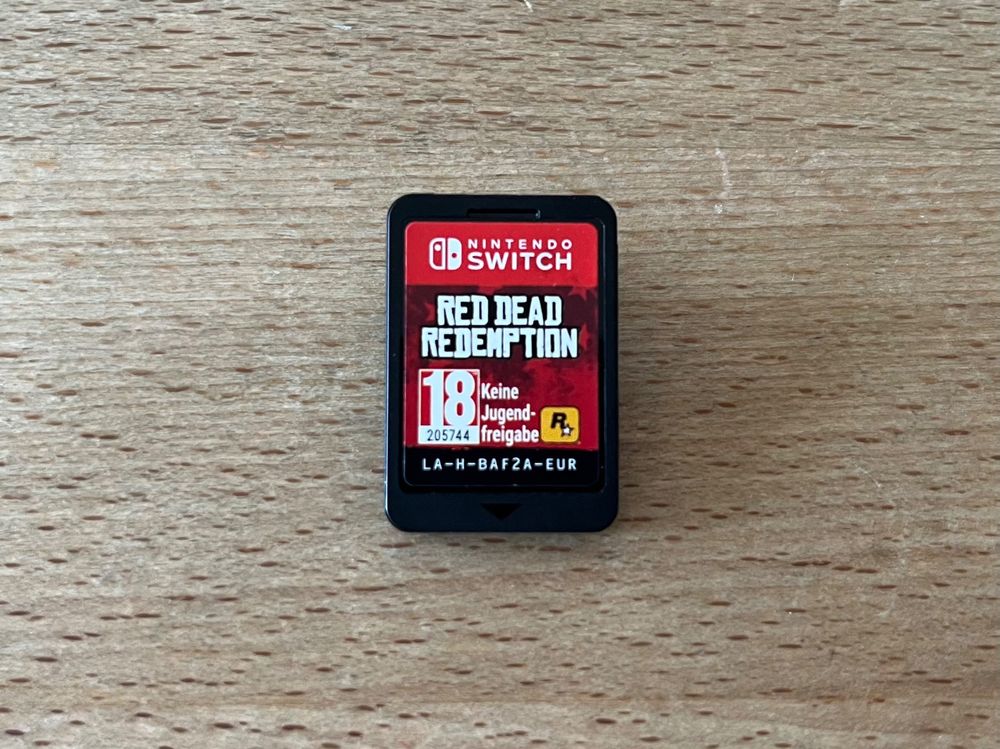 NINTENDO
SWITCH
RED DEAD
REDEMPTION
18
205744
Keine
Jugend-
freigabe
R
LA-H-BAF2A-EUR